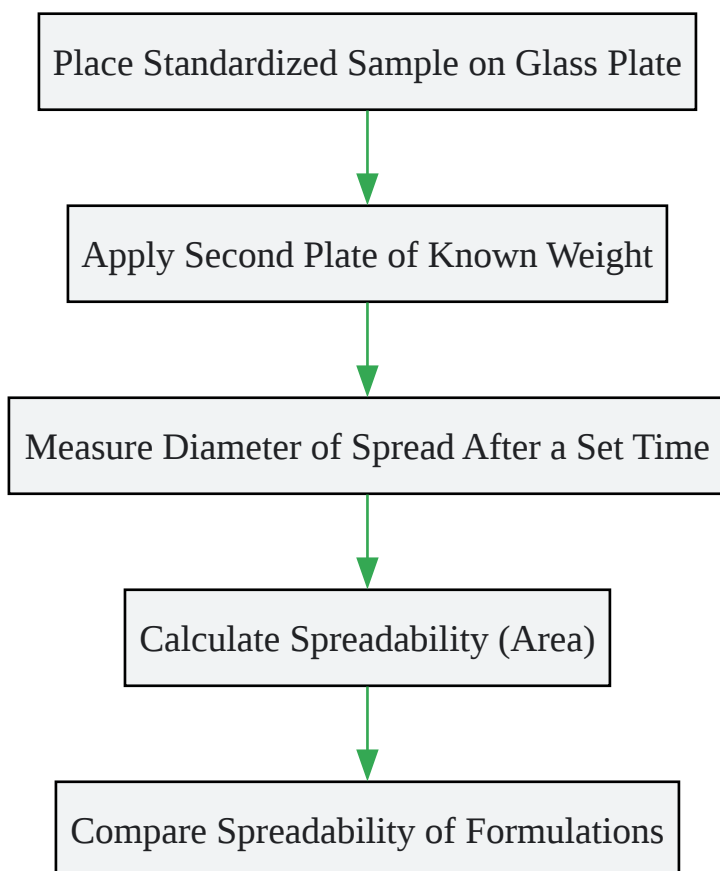 Place Standardized Sample on Glass Plate
Apply Second Plate of Known Weight
Measure Diameter of Spread After a Set Time
Calculate Spreadability (Area)
Compare Spreadability of Formulations